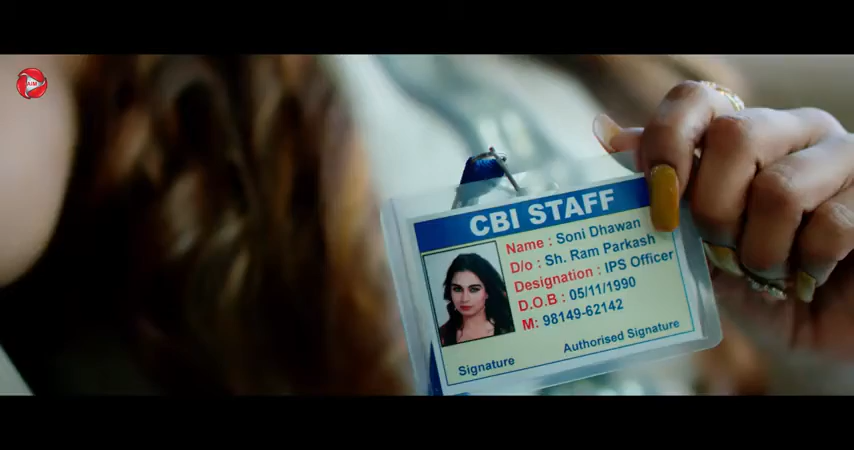 AIM
CBI STAFF
Name : Soni Dhawan
D/o : Sh. Ram Parkash
Designation : IPS Officer
D.O.B : 05/11/1990
M: 98149-62142
Signature
Authorised Signature